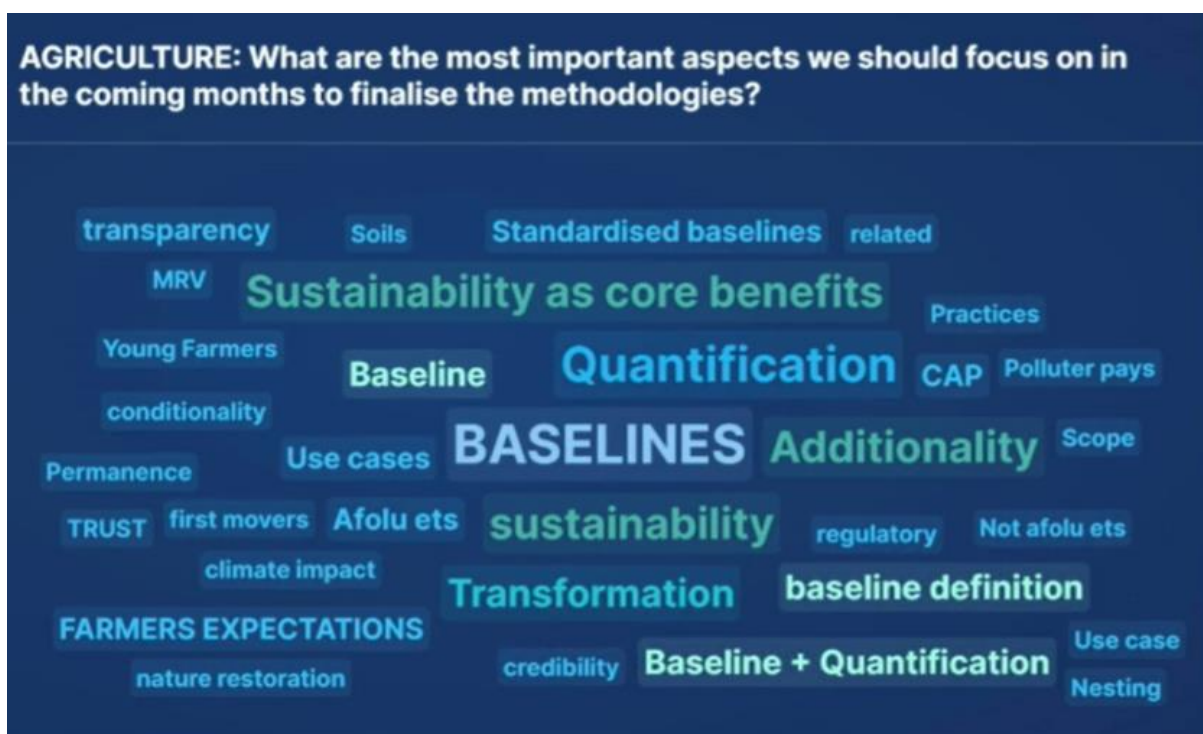 AGRICULTURE: What are the most important aspects we should focus on in
the coming months to finalise the methodologies?
transparency
Soils
Standardised baselines
related
MRV
Sustainability as core benefits
Practices
Young Farmers
Baseline
Quantification
CAP
Polluter pays
conditionality
Use cases
BASELINES
Additionality
Scope
Permanence
TRUST
first movers
Afolu ets
sustainability
regulatory
Not afolu ets
climate impact
Transformation
baseline definition
FARMERS EXPECTATIONS
nature restoration
credibility
Baseline + Quantification
Use case
Nesting